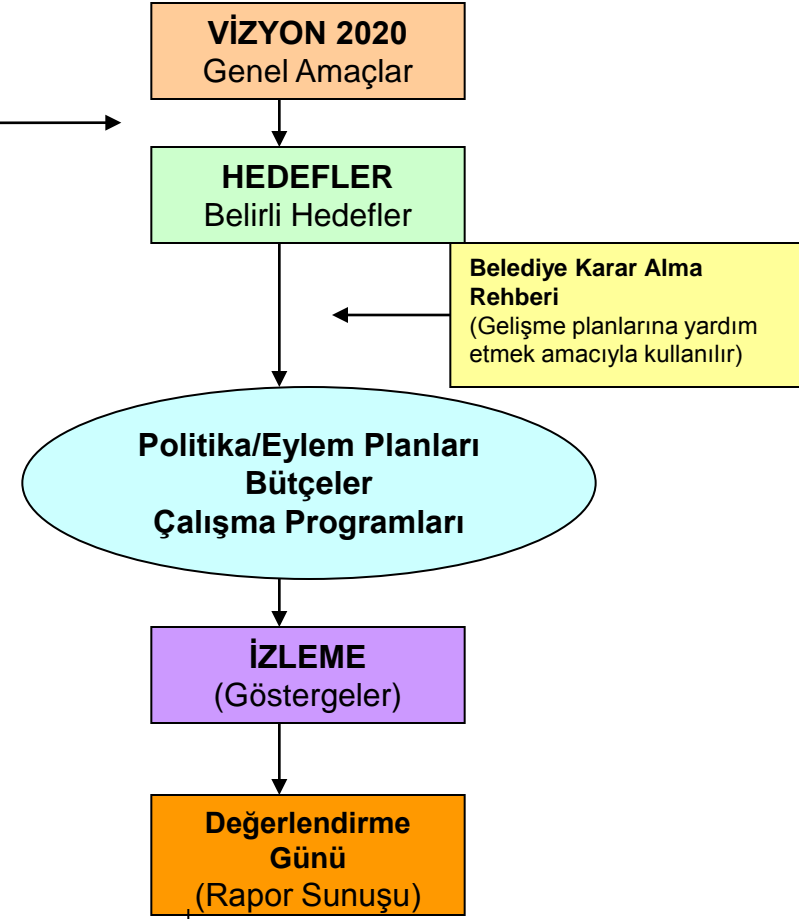 VİZYON 2020
Genel Amaçlar
HEDEFLER
Belirli Hedefler
Belediye Karar Alma
Rehberi
(Gelişme planlarına yardım
etmek amacıyla kullanılır)
Politika/Eylem Planları
Bütçeler
Çalışma Programları
İZLEME
(Göstergeler)
Değerlendirme
Günü
(Rapor Sunuşu)